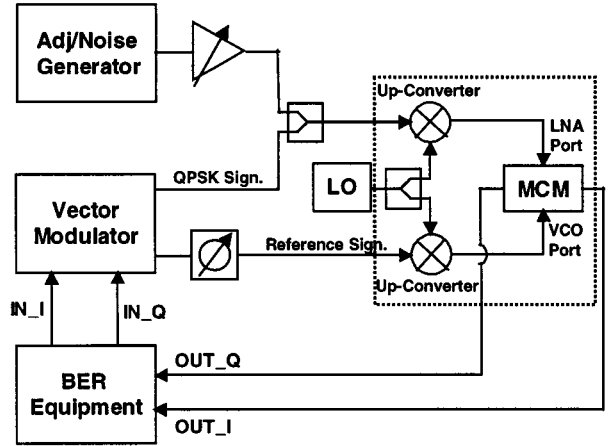 Adj/Noise
Generator
Up-Converter
LNA
Port
QPSK Sign.
LO
MCM
Vector
Modulator
VCO
Port
Reference Sign.
Up-Converter
IN_I
IN_Q
OUT_Q
BER
Equipment
OUT_I